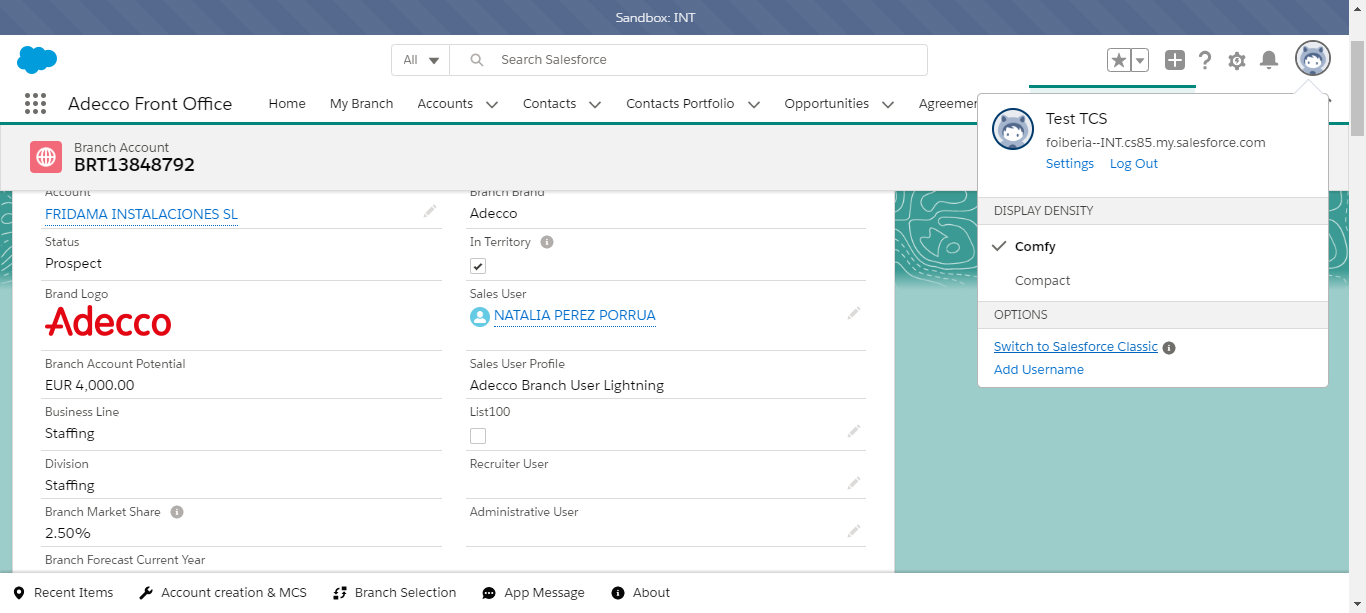 Sandbox: INT
All
Search Salesforce
Adecco Front Office
Home
My Branch
Accounts
Contacts
Contacts Portfolio
Opportunities
Agreemen
Test TCS
foiberia--INT.cs85.my.salesforce.com
Settings Log Out
DISPLAY DENSITY
Comfy
Compact
OPTIONS
Switch to Salesforce Classic
Add Username
Branch Account
BRT13848792
Account
FRIDAMA INSTALACIONES SL
Branch Brand
Adecco
Status
Prospect
In Territory
Brand Logo
Adecco
Sales User
NATALIA PEREZ PORRUA
Branch Account Potential
EUR 4,000.00
Sales User Profile
Adecco Branch User Lightning
Business Line
Staffing
List100
Division
Staffing
Recruiter User
Branch Market Share
2.50%
Administrative User
Branch Forecast Current Year
Recent Items
Account creation & MCS
Branch Selection
App Message
About